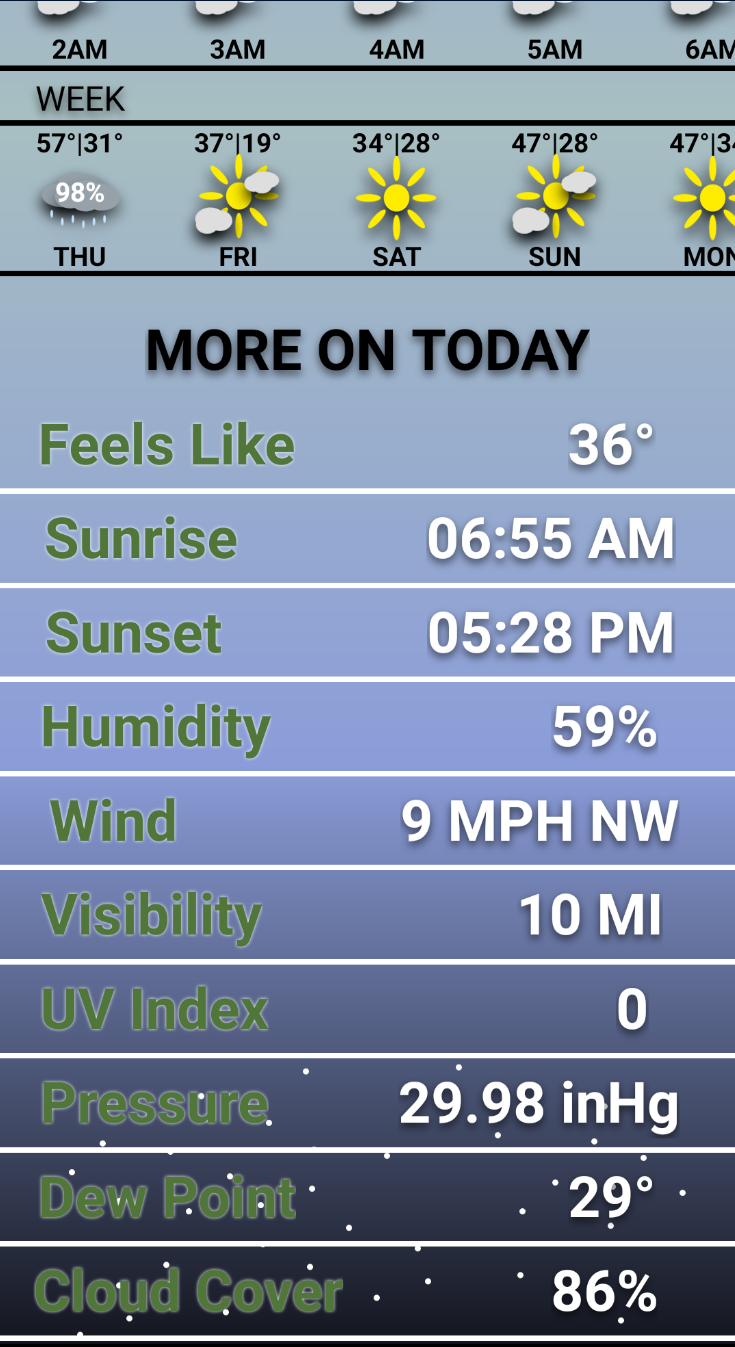 2AM 3AM 4AM 5AM 6AM
WEEK
57°|31° 37°|19° 34°|28° 47°|28° 47°|34
98%
THU FRI SAT SUN MON
MORE ON TODAY
Feels Like 36°
Sunrise 06:55 AM
Sunset 05:28 PM
Humidity 59%
Wind 9 MPH NW
Visibility 10 MI
UV Index 0
Pressure 29.98 inHg
Dew Point 29°
Cloud Cover 86%